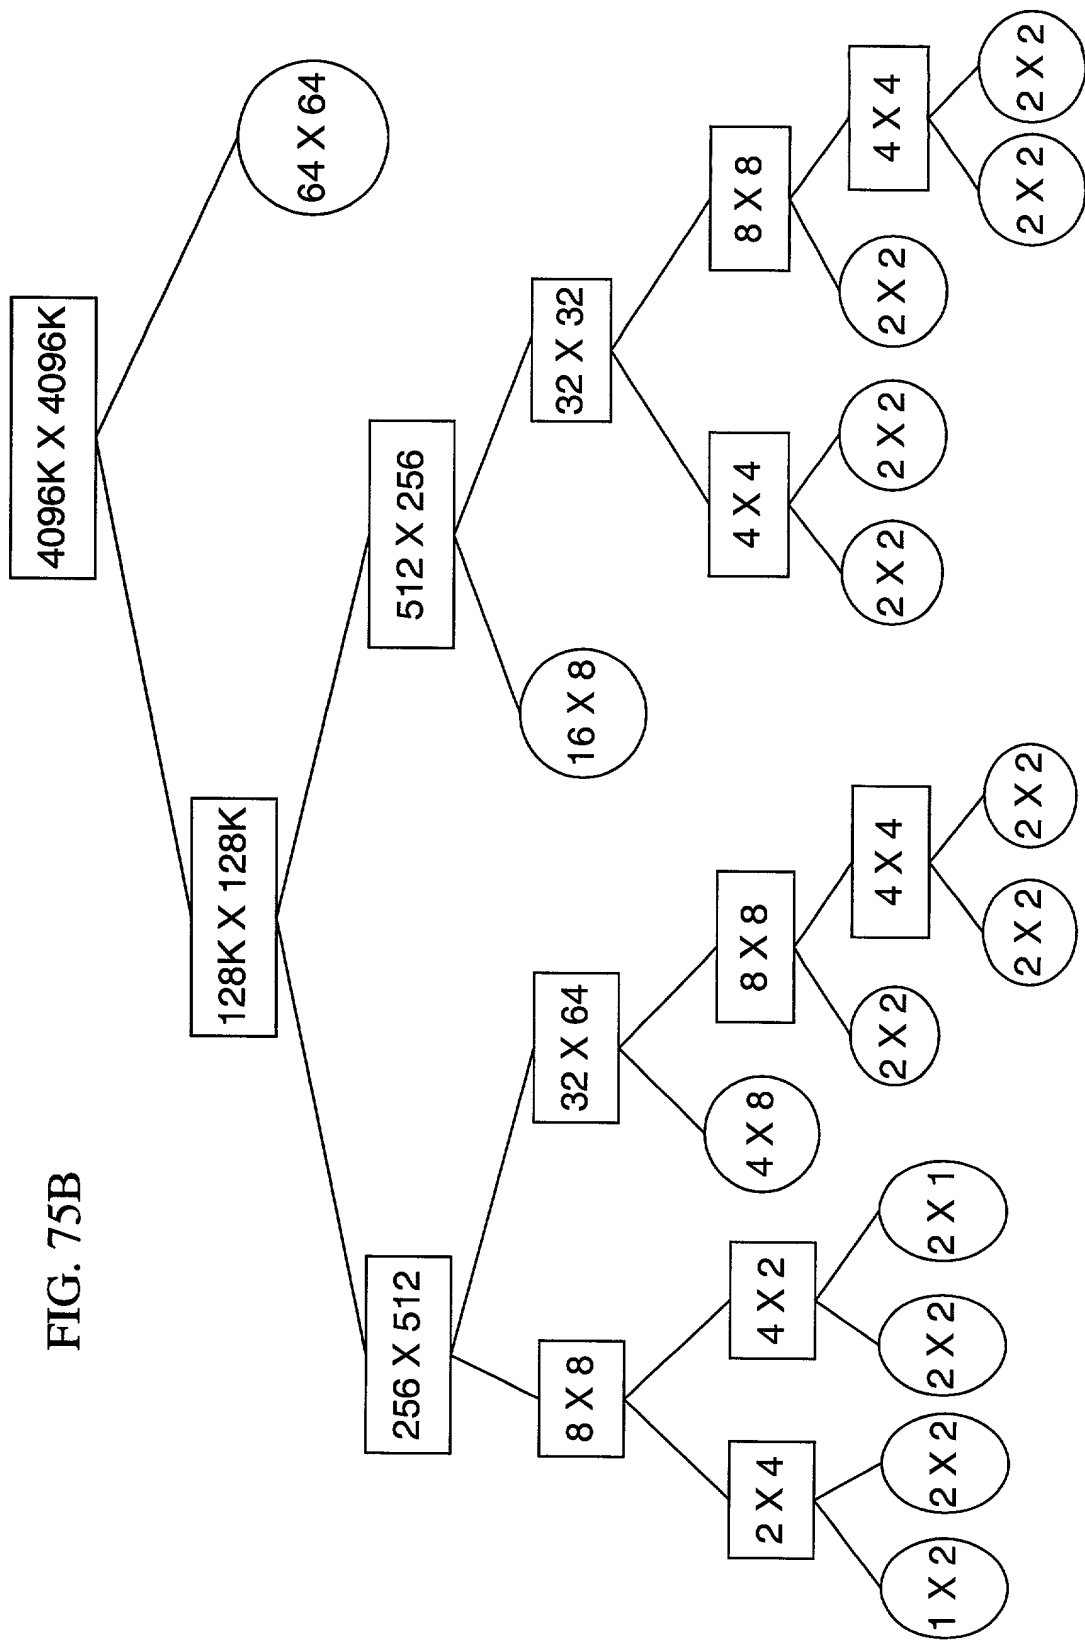 FIG. 75B
4096K X 4096K
128K X 128K
64 X 64
256 X 512
512 X 256
8 X 8
32 X 64
16 X 8
32 X 32
2 X 4
4 X 2
4 X 8
8 X 8
4 X 4
8 X 8
1 X 2
2 X 2
2 X 2
2 X 1
2 X 2
4 X 4
2 X 2
2 X 2
2 X 2
4 X 4
2 X 2
2 X 2
2 X 2
2 X 2